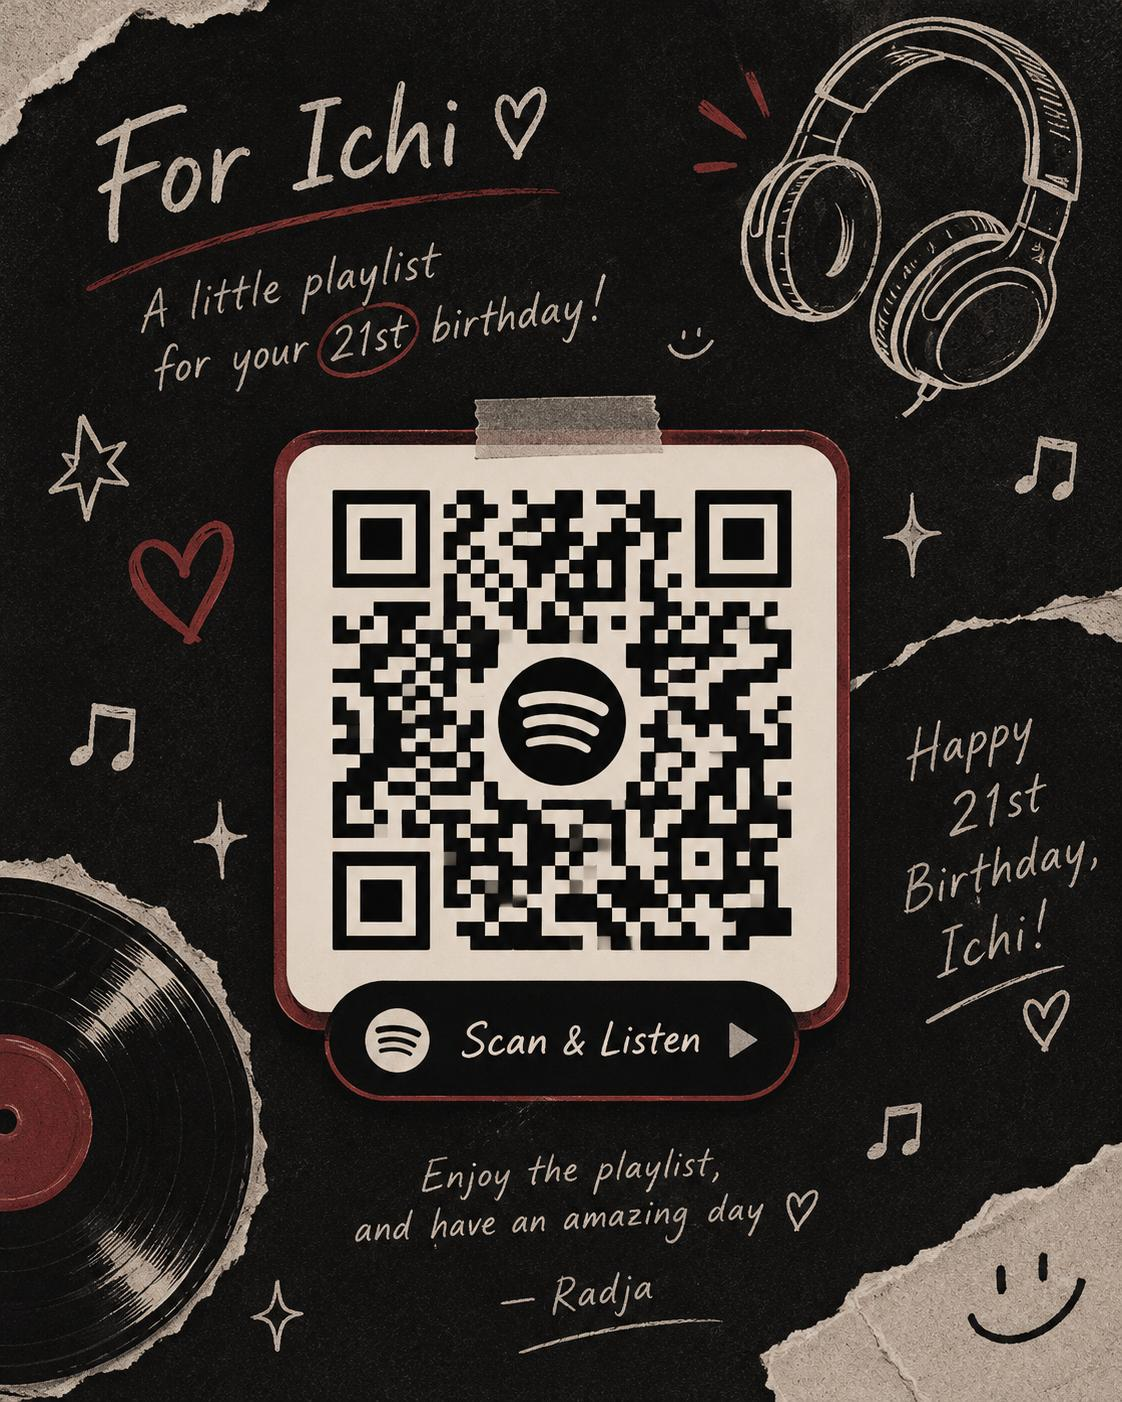 For Ichi ♡
A little playlist
for your 21st birthday!
Happy
21st
Birthday,
Ichi!
Scan & Listen
Enjoy the playlist,
and have an amazing day ♡
— Radja